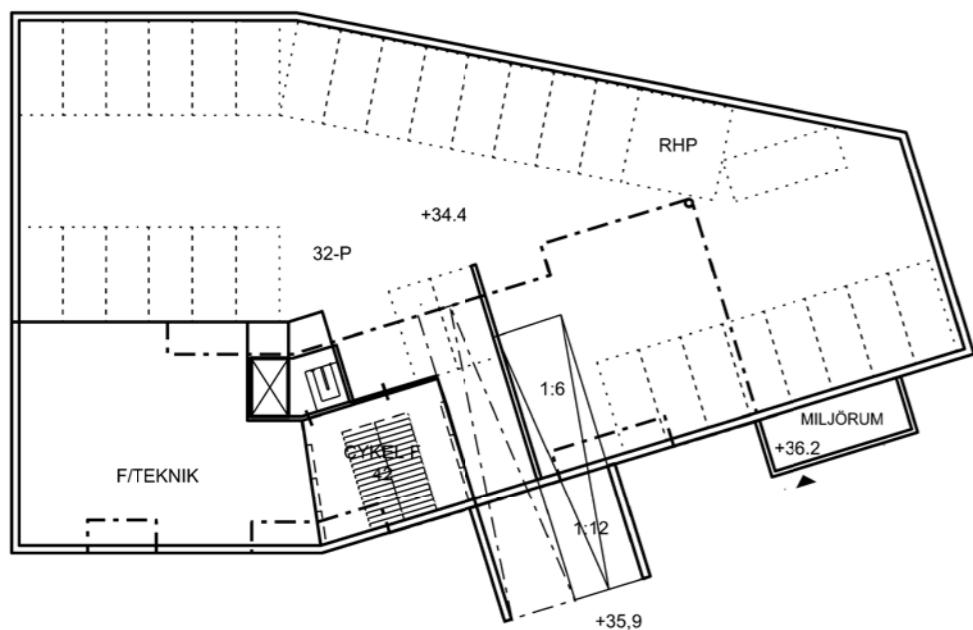 RHP
+34.4
32-P
1:6
MILJÖRUM
+36.2
CYKEL F
42
F/TEKNIK
1:12
+35,9